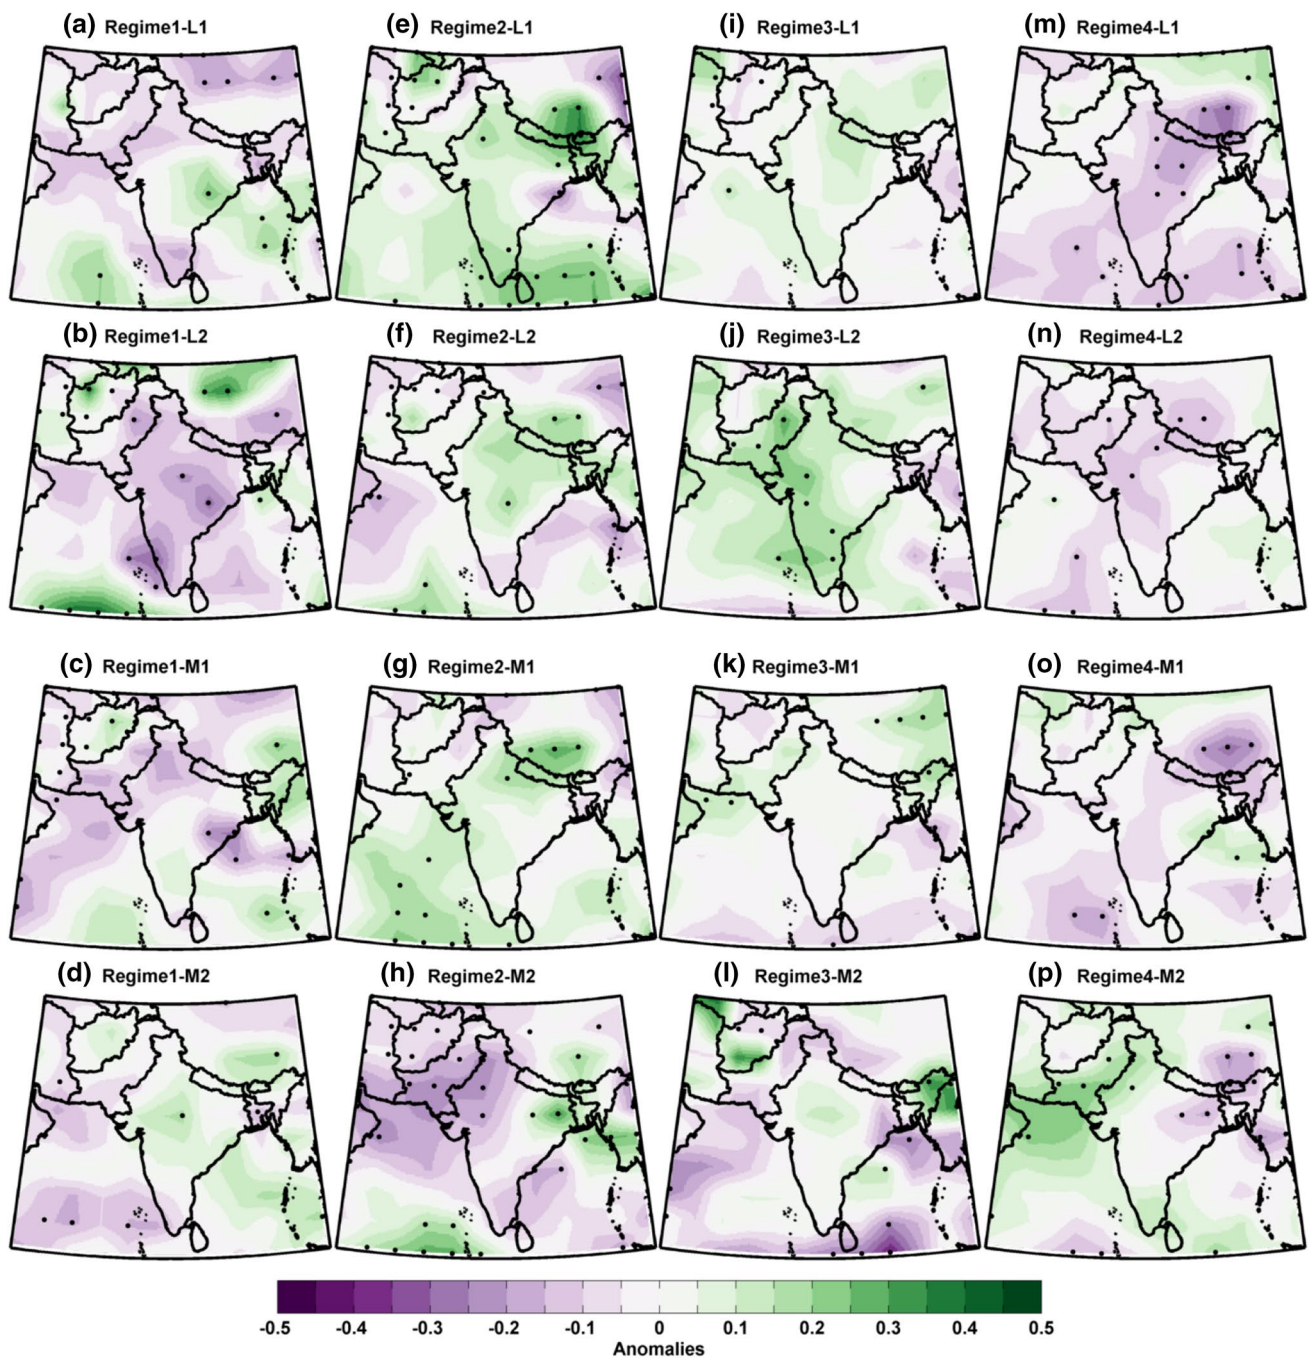 (a) Regime1-L1 (e) Regime2-L1 (i) Regime3-L1 (m) Regime4-L1
(b) Regime1-L2 (f) Regime2-L2 (j) Regime3-L2 (n) Regime4-L2
(c) Regime1-M1 (g) Regime2-M1 (k) Regime3-M1 (o) Regime4-M1
(d) Regime1-M2 (h) Regime2-M2 (l) Regime3-M2 (p) Regime4-M2
-0.5 -0.4 -0.3 -0.2 -0.1 0 0.1 0.2 0.3 0.4 0.5
Anomalies